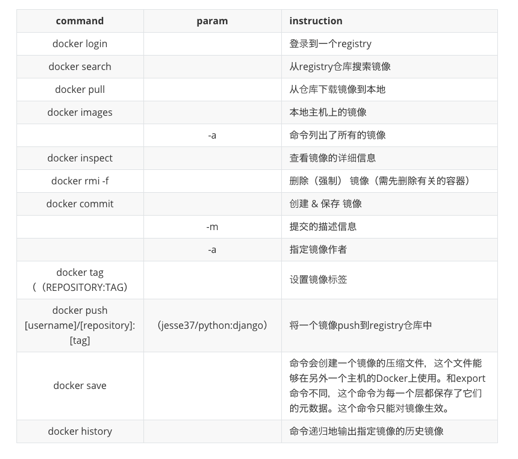 command param instruction
docker login 登录到一个registry
docker search 从registry仓库搜索镜像
docker pull 从仓库下载镜像到本地
docker images 本地主机上的镜像
-a 命令列出了所有的镜像
docker inspect 查看镜像的详细信息
docker rmi -f 删除（强制） 镜像（需先删除有关的容器）
docker commit 创建 & 保存 镜像
-m 提交的描述信息
-a 指定镜像作者
docker tag
（（REPOSITORY:TAG） 设置镜像标签
docker push
[username]/[repository]:
[tag] （jesse37/python:django） 将一个镜像push到registry仓库中
docker save 命令会创建一个镜像的压缩文件，这个文件能
够在另外一个主机的Docker上使用。和export
命令不同，这个命令为每一个层都保存了它们
的元数据。这个命令只能对镜像生效。
docker history 命令递归地输出指定镜像的历史镜像